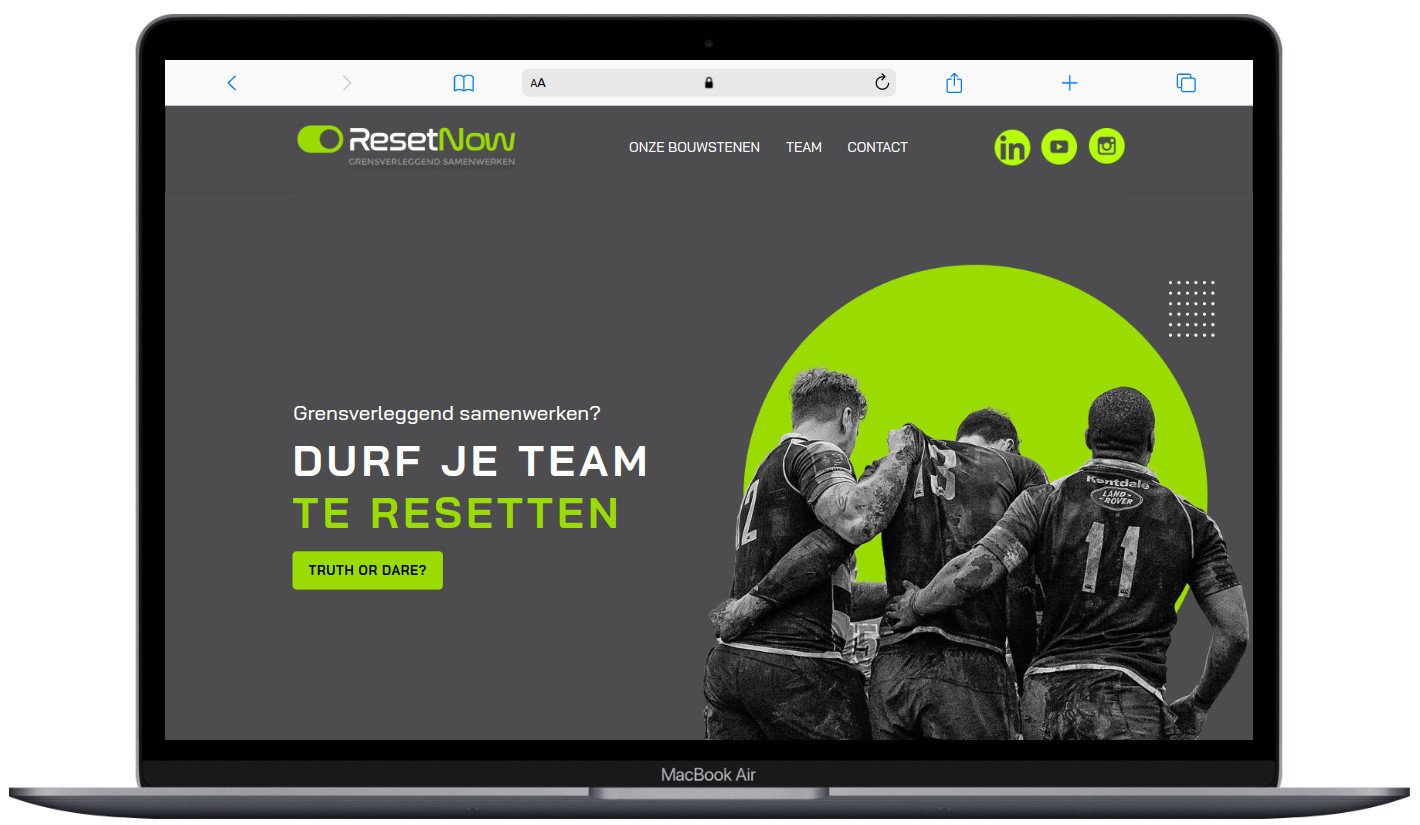 AA
ResetNow
GRENSVERLEGGEND SAMENWERKEN
ONZE BOUWSTENEN TEAM CONTACT
in
Grensverleggend samenwerken?
DURF JE TEAM
TE RESETTEN
TRUTH OR DARE?
12
13
Kentdale
LAND-
-ROVER
11
15
MacBook Air